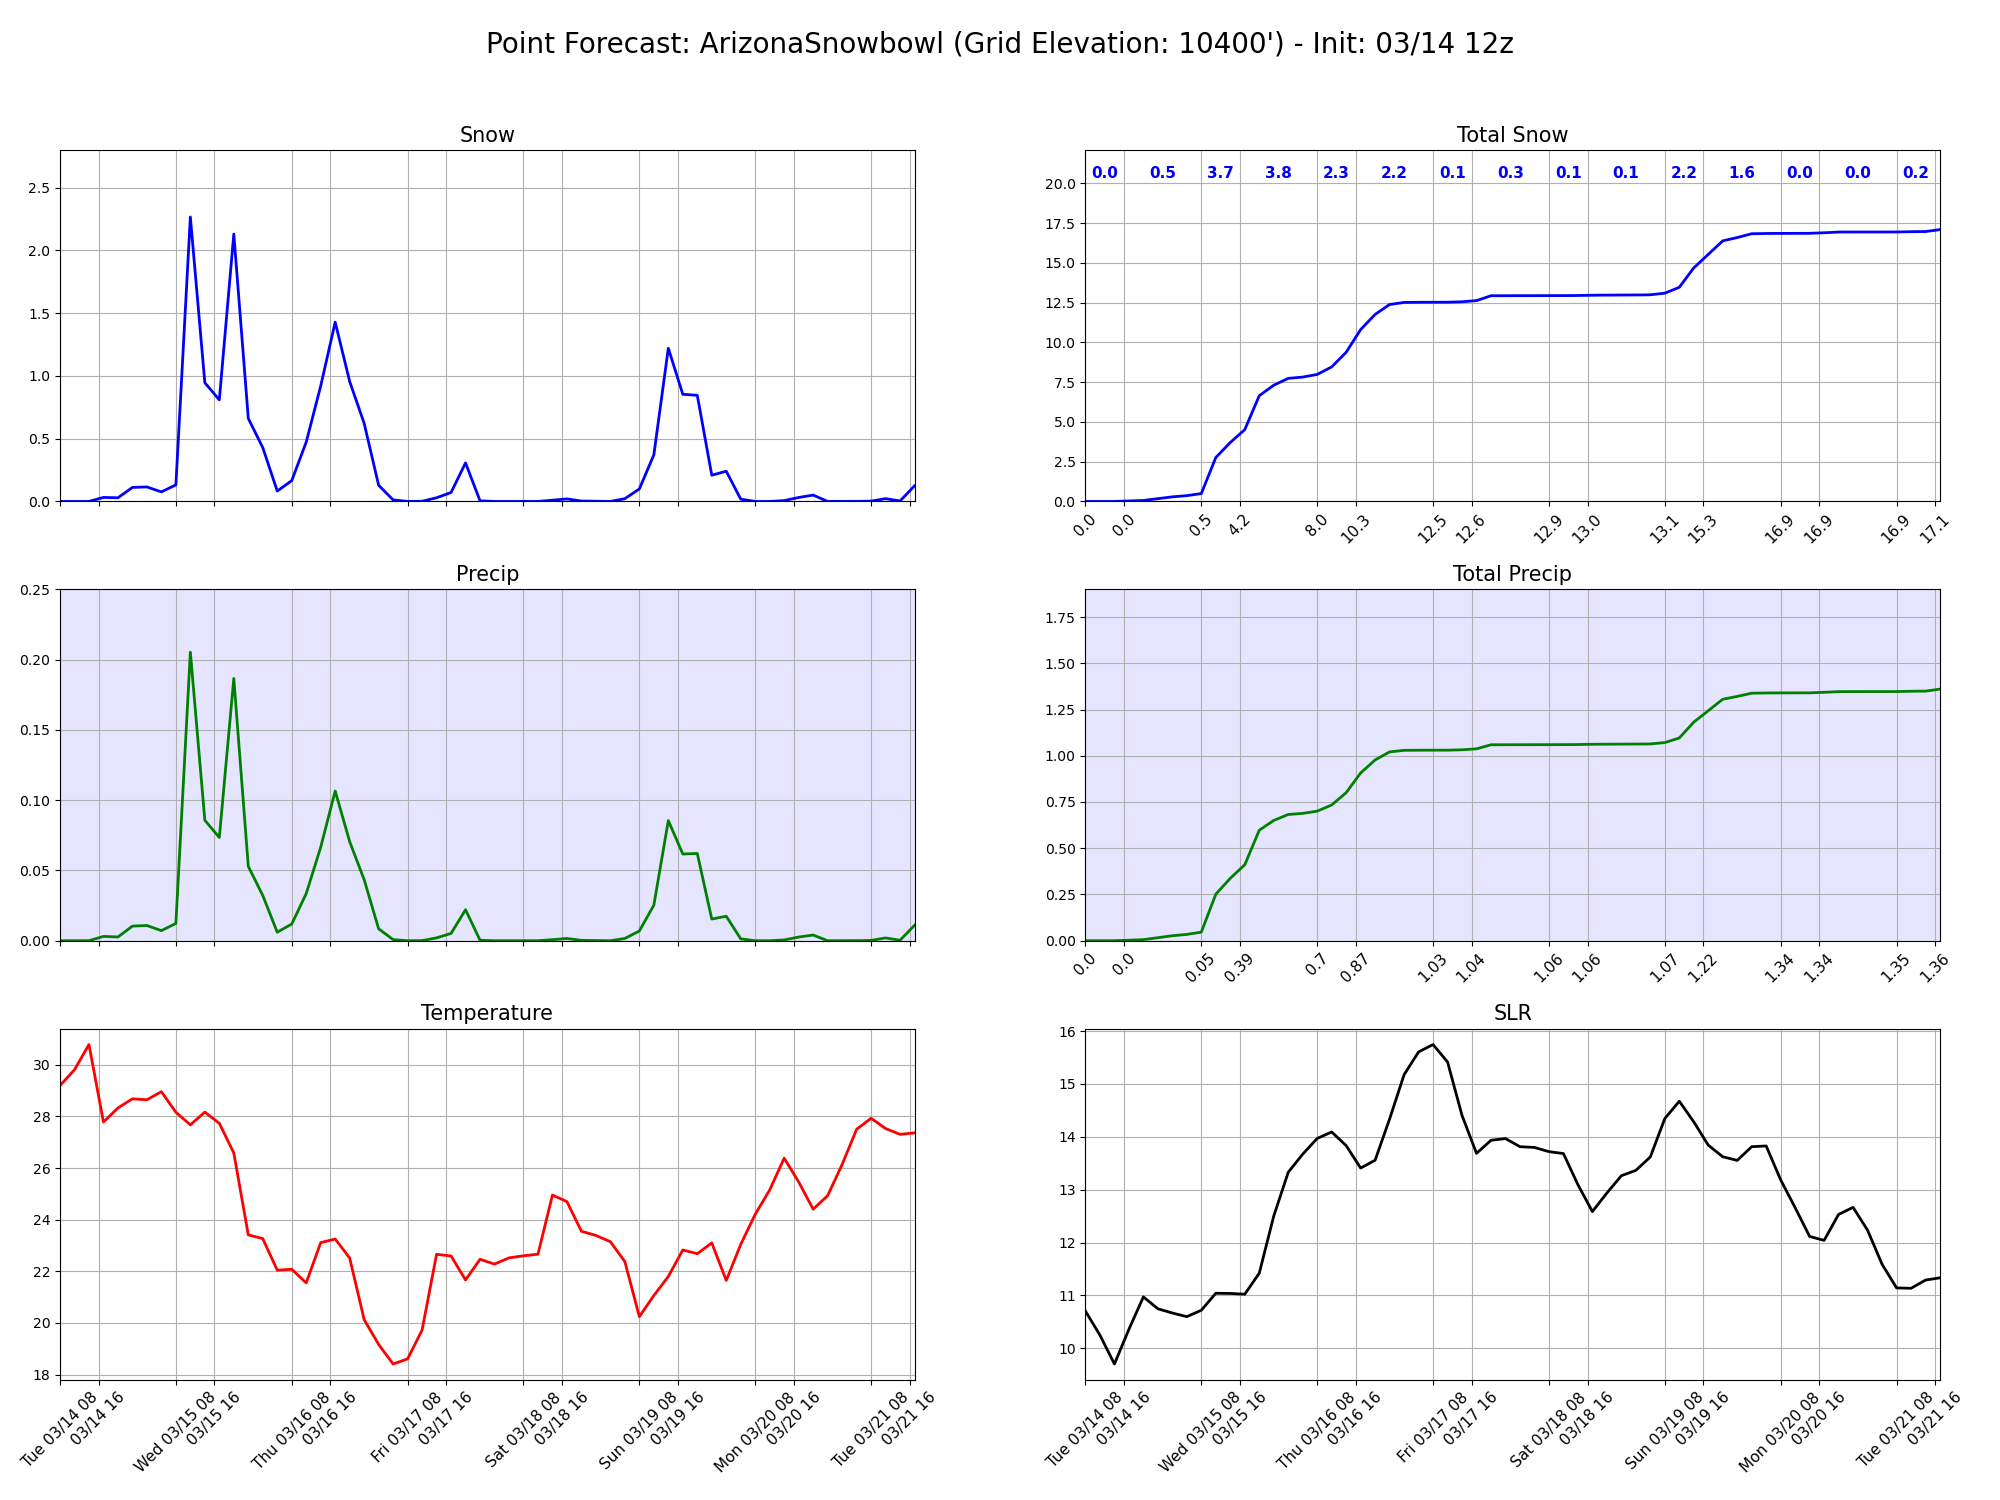 Point Forecast: ArizonaSnowbowl (Grid Elevation: 10400') - Init: 03/14 12z
Snow
2.5
2.0
1.5
1.0
0.5
0.0
Total Snow
0.0 0.5 3.7 3.8 2.3 2.2 0.1 0.3 0.1 0.1 2.2 1.6 0.0 0.0 0.2
20.0
17.5
15.0
12.5
10.0
7.5
5.0
2.5
0.0
0.0 0.0 0.5 4.2 8.0 10.3 12.5 12.6 12.9 13.0 13.1 15.3 16.9 16.9 16.9 17.1
Precip
0.25
0.20
0.15
0.10
0.05
0.00
Total Precip
1.75
1.50
1.25
1.00
0.75
0.50
0.25
0.00
0.0 0.0 0.05 0.39 0.7 0.87 1.03 1.04 1.06 1.06 1.07 1.22 1.34 1.34 1.35 1.36
Temperature
30
28
26
24
22
20
18
Tue 03/14 08
03/14 16
Wed 03/15 08
03/15 16
Thu 03/16 08
03/16 16
Fri 03/17 08
03/17 16
Sat 03/18 08
03/18 16
Sun 03/19 08
03/19 16
Mon 03/20 08
03/20 16
Tue 03/21 08
03/21 16
SLR
16
15
14
13
12
11
10
Tue 03/14 08
03/14 16
Wed 03/15 08
03/15 16
Thu 03/16 08
03/16 16
Fri 03/17 08
03/17 16
Sat 03/18 08
03/18 16
Sun 03/19 08
03/19 16
Mon 03/20 08
03/20 16
Tue 03/21 08
03/21 16